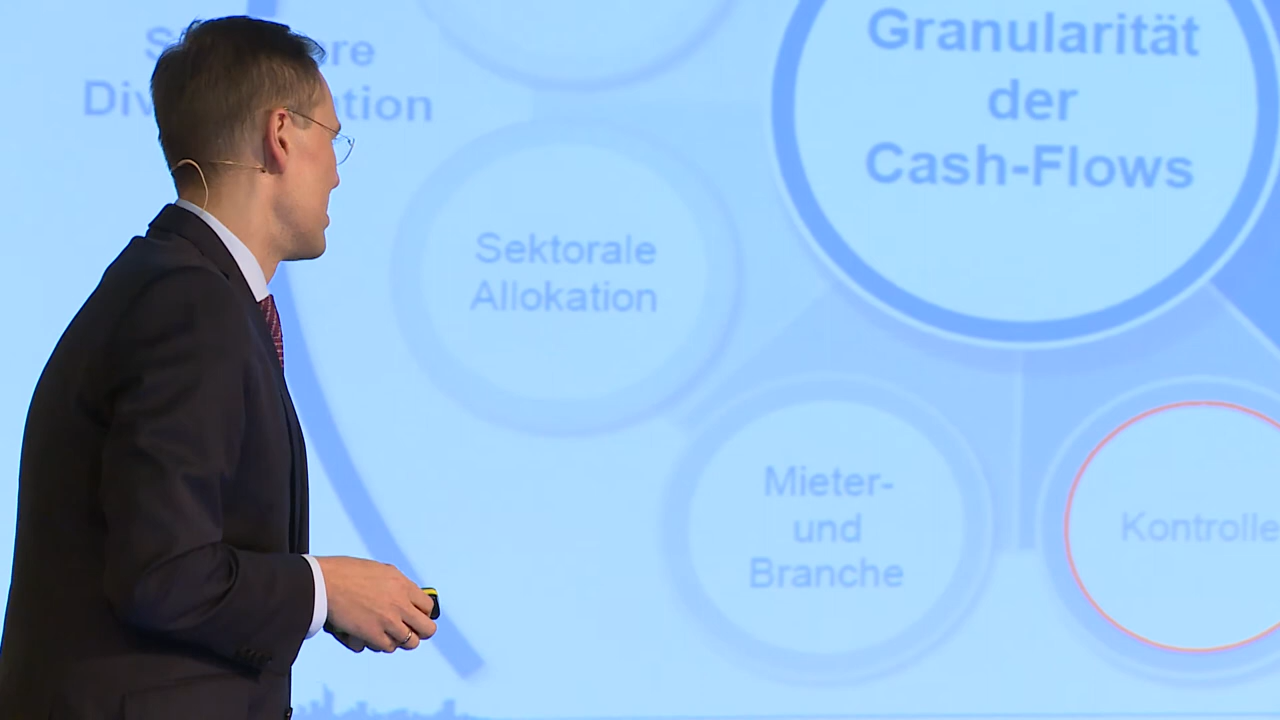 Granularität
der
Cash-Flows
Sektorale
Allokation
Mieter-
und
Branche
Kontrolle